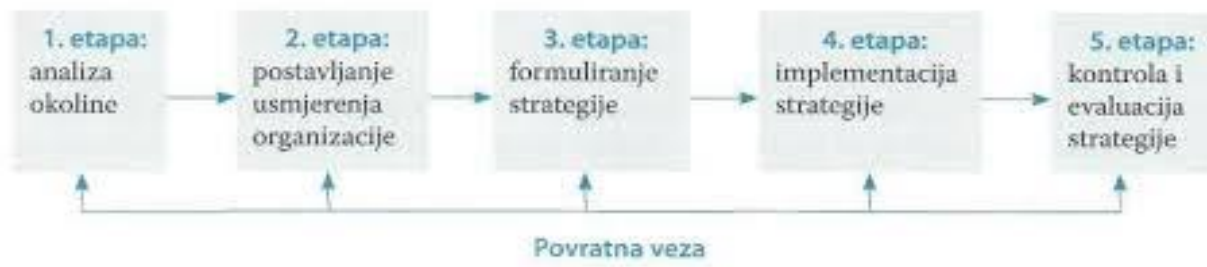 1. etapa:
analiza
okoline
2. etapa:
postavljanje
usmjerenja
organizacije
3. etapa:
formuliranje
strategije
4. etapa:
implementacija
strategije
5. etapa:
kontrola i
evaluacija
strategije
Povratna veza